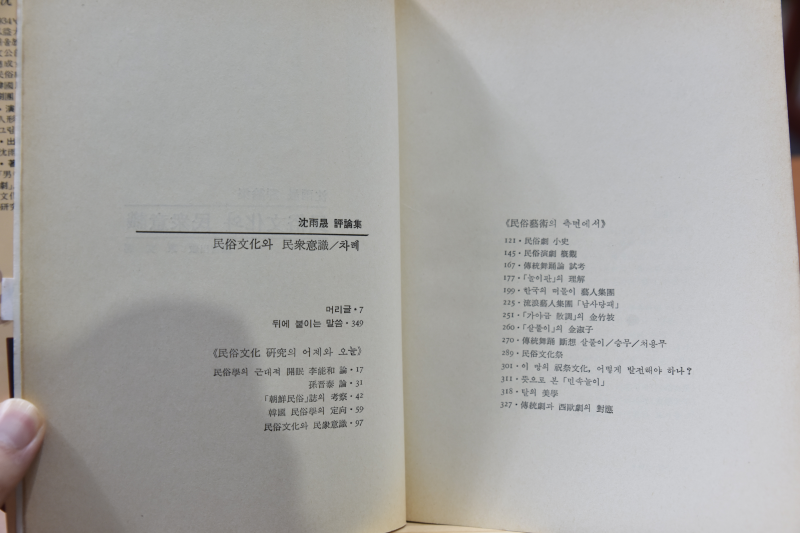 沈雨晟 評論集
民俗文化와 民衆意識/차례
머리글・7
뒤에 붙이는 말씀・349
《民俗文化 硏究의 어제와 오늘》
民俗學의 근대적 開眠 李能和 論・17
孫晋泰 論・31
「朝鮮民俗」誌의 考察・42
韓國 民俗學의 定向・59
民俗文化와 民衆意識・97
《民俗藝術의 측면에서》
121・民俗劇 小史
145・民俗演劇 槪觀
167・傳統舞踊論 試考
177・「놀이판」의 理解
199・한국의 떠돌이 藝人集團
225・流浪藝人集團「남사당패」
251・「가야금 散調」의 金竹坡
260・「살풀이」의 金淑子
270・傳統舞踊 斷想 살풀이/승무/처용무
289・民俗文化祭
301・이 땅의 祝祭文化, 어떻게 발전해야 하나?
311・뜻으로 본「민속놀이」
318・탈의 美學
327・傳統劇과 西歐劇의 對應